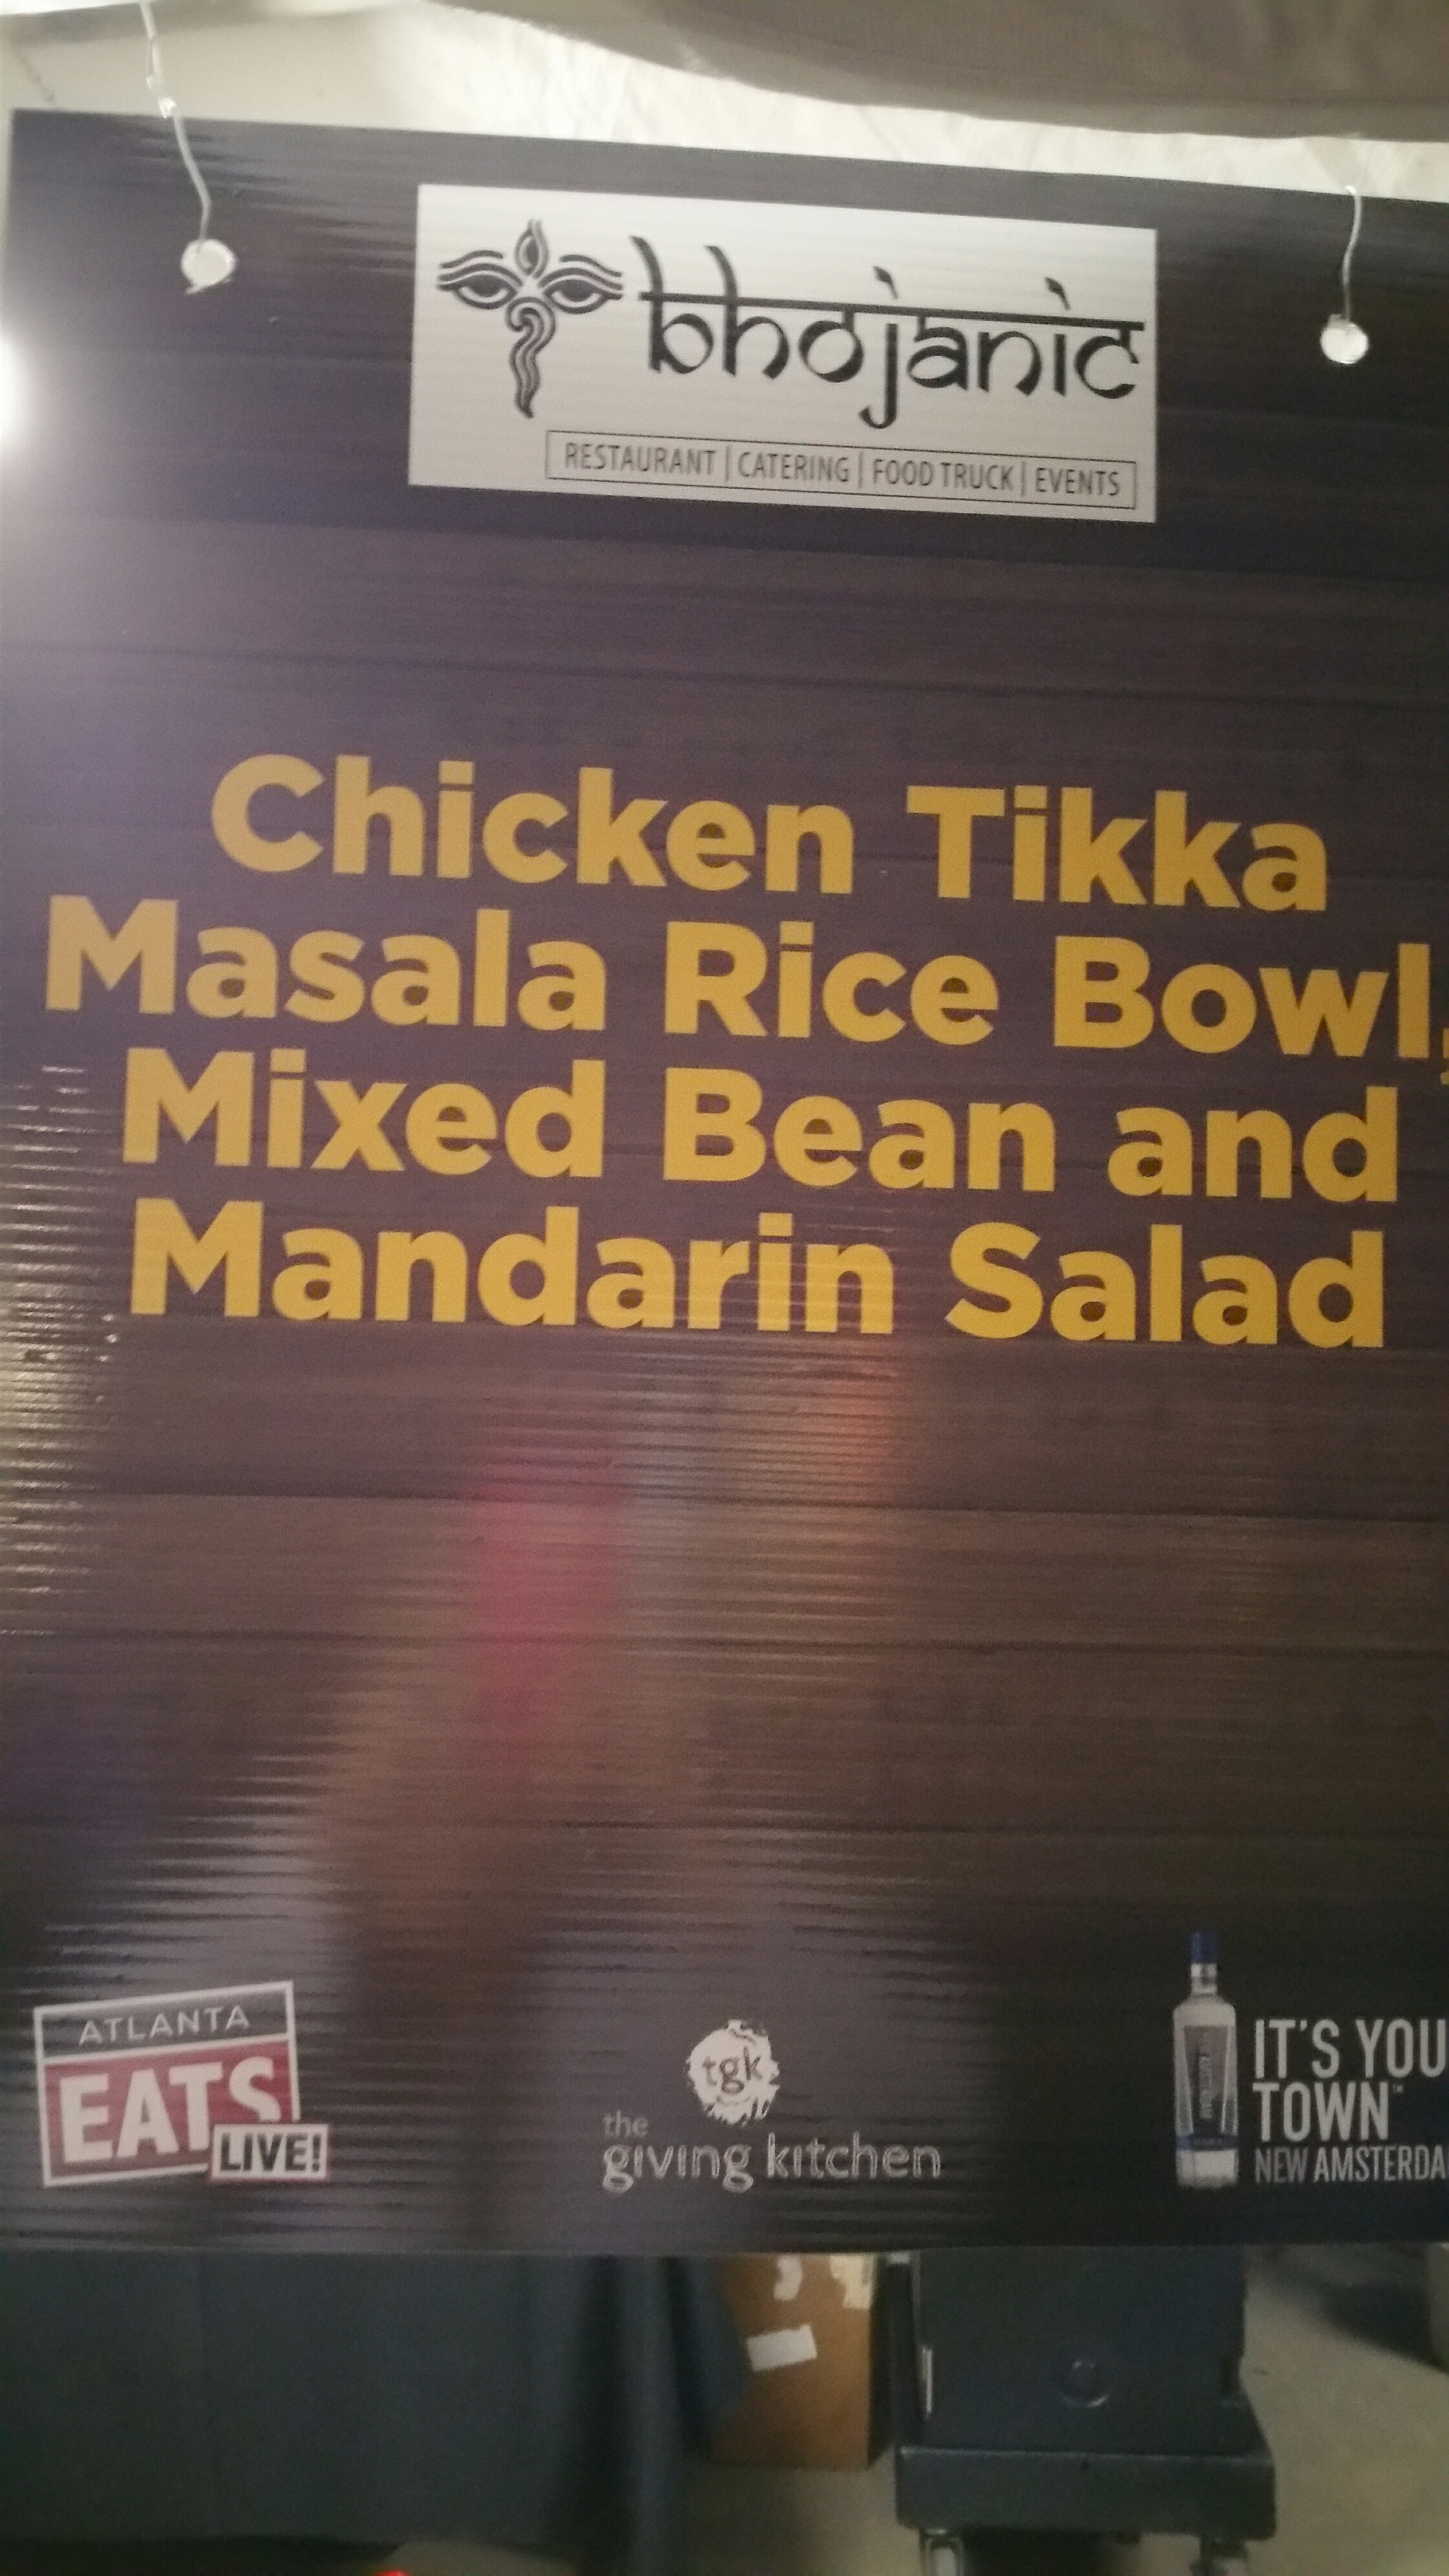 bhojanic
RESTAURANT | CATERING | FOOD TRUCK | EVENTS
Chicken Tikka
Masala Rice Bowl,
Mixed Bean and
Mandarin Salad
ATLANTA
EATS
LIVE!
tgk
the
giving kitchen
IT'S YOU
TOWN™
NEW AMSTERDA